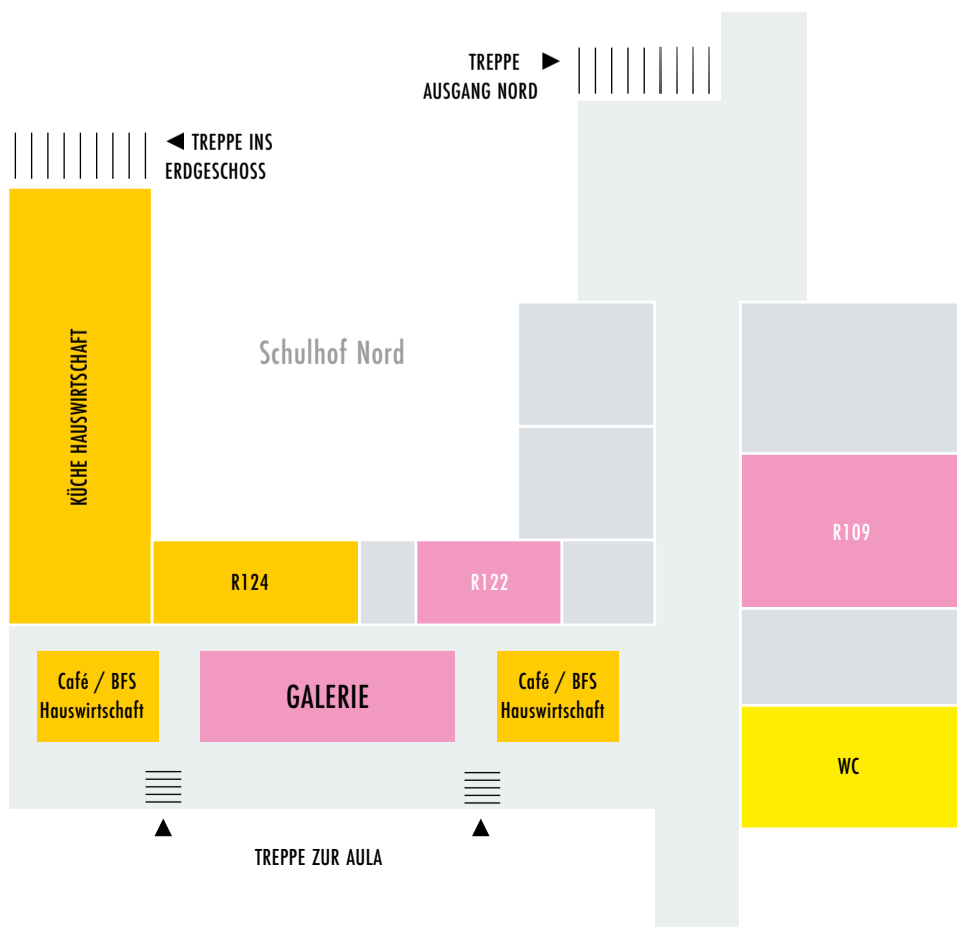 TREPPE
AUSGANG NORD
TREPPE INS
ERDGESCHOSS
Schulhof Nord
KÜCHE HAUSWIRTSCHAFT
R109
R124
R122
Café / BFS
Hauswirtschaft
GALERIE
Café / BFS
Hauswirtschaft
WC
TREPPE ZUR AULA